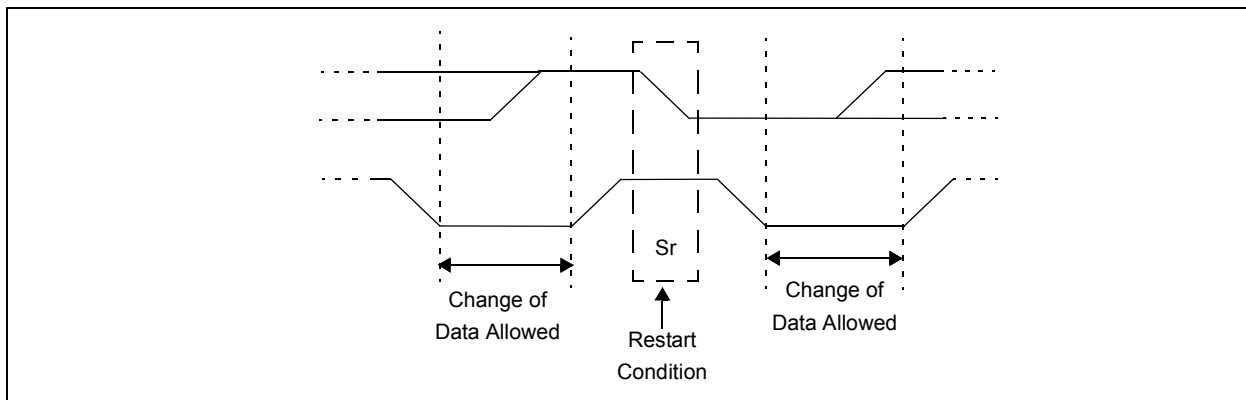 Sr
Change of
Data Allowed
Restart
Condition
Change of
Data Allowed